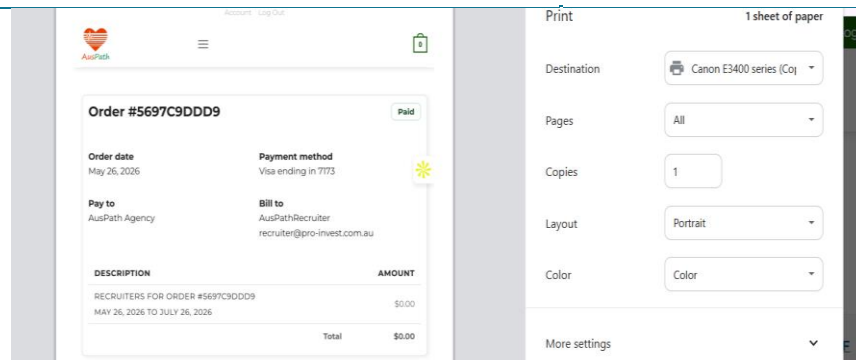 Account Log Out
AusPath
0
Order #5697C9DDD9
Paid
Order date
May 26, 2026
Payment method
Visa ending in 7173
Pay to
AusPath Agency
Bill to
AusPathRecruiter
recruiter@pro-invest.com.au
DESCRIPTION AMOUNT
RECRUITERS FOR ORDER #5697C9DDD9
MAY 26, 2026 TO JULY 26, 2026
$0.00
Total $0.00
Print 1 sheet of paper
Destination Canon E3400 series (Cop
Pages All
Copies 1
Layout Portrait
Color Color
More settings